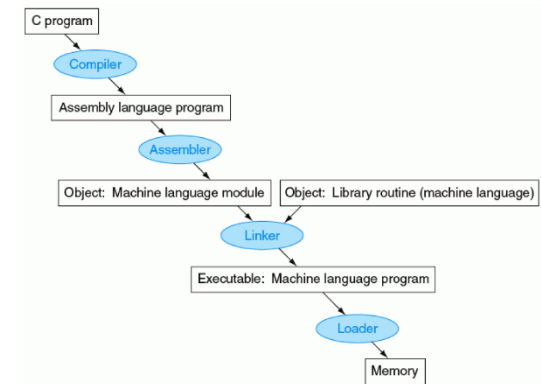 C program
Compiler
Assembly language program
Assembler
Object: Machine language module
Object: Library routine (machine language)
Linker
Executable: Machine language program
Loader
Memory